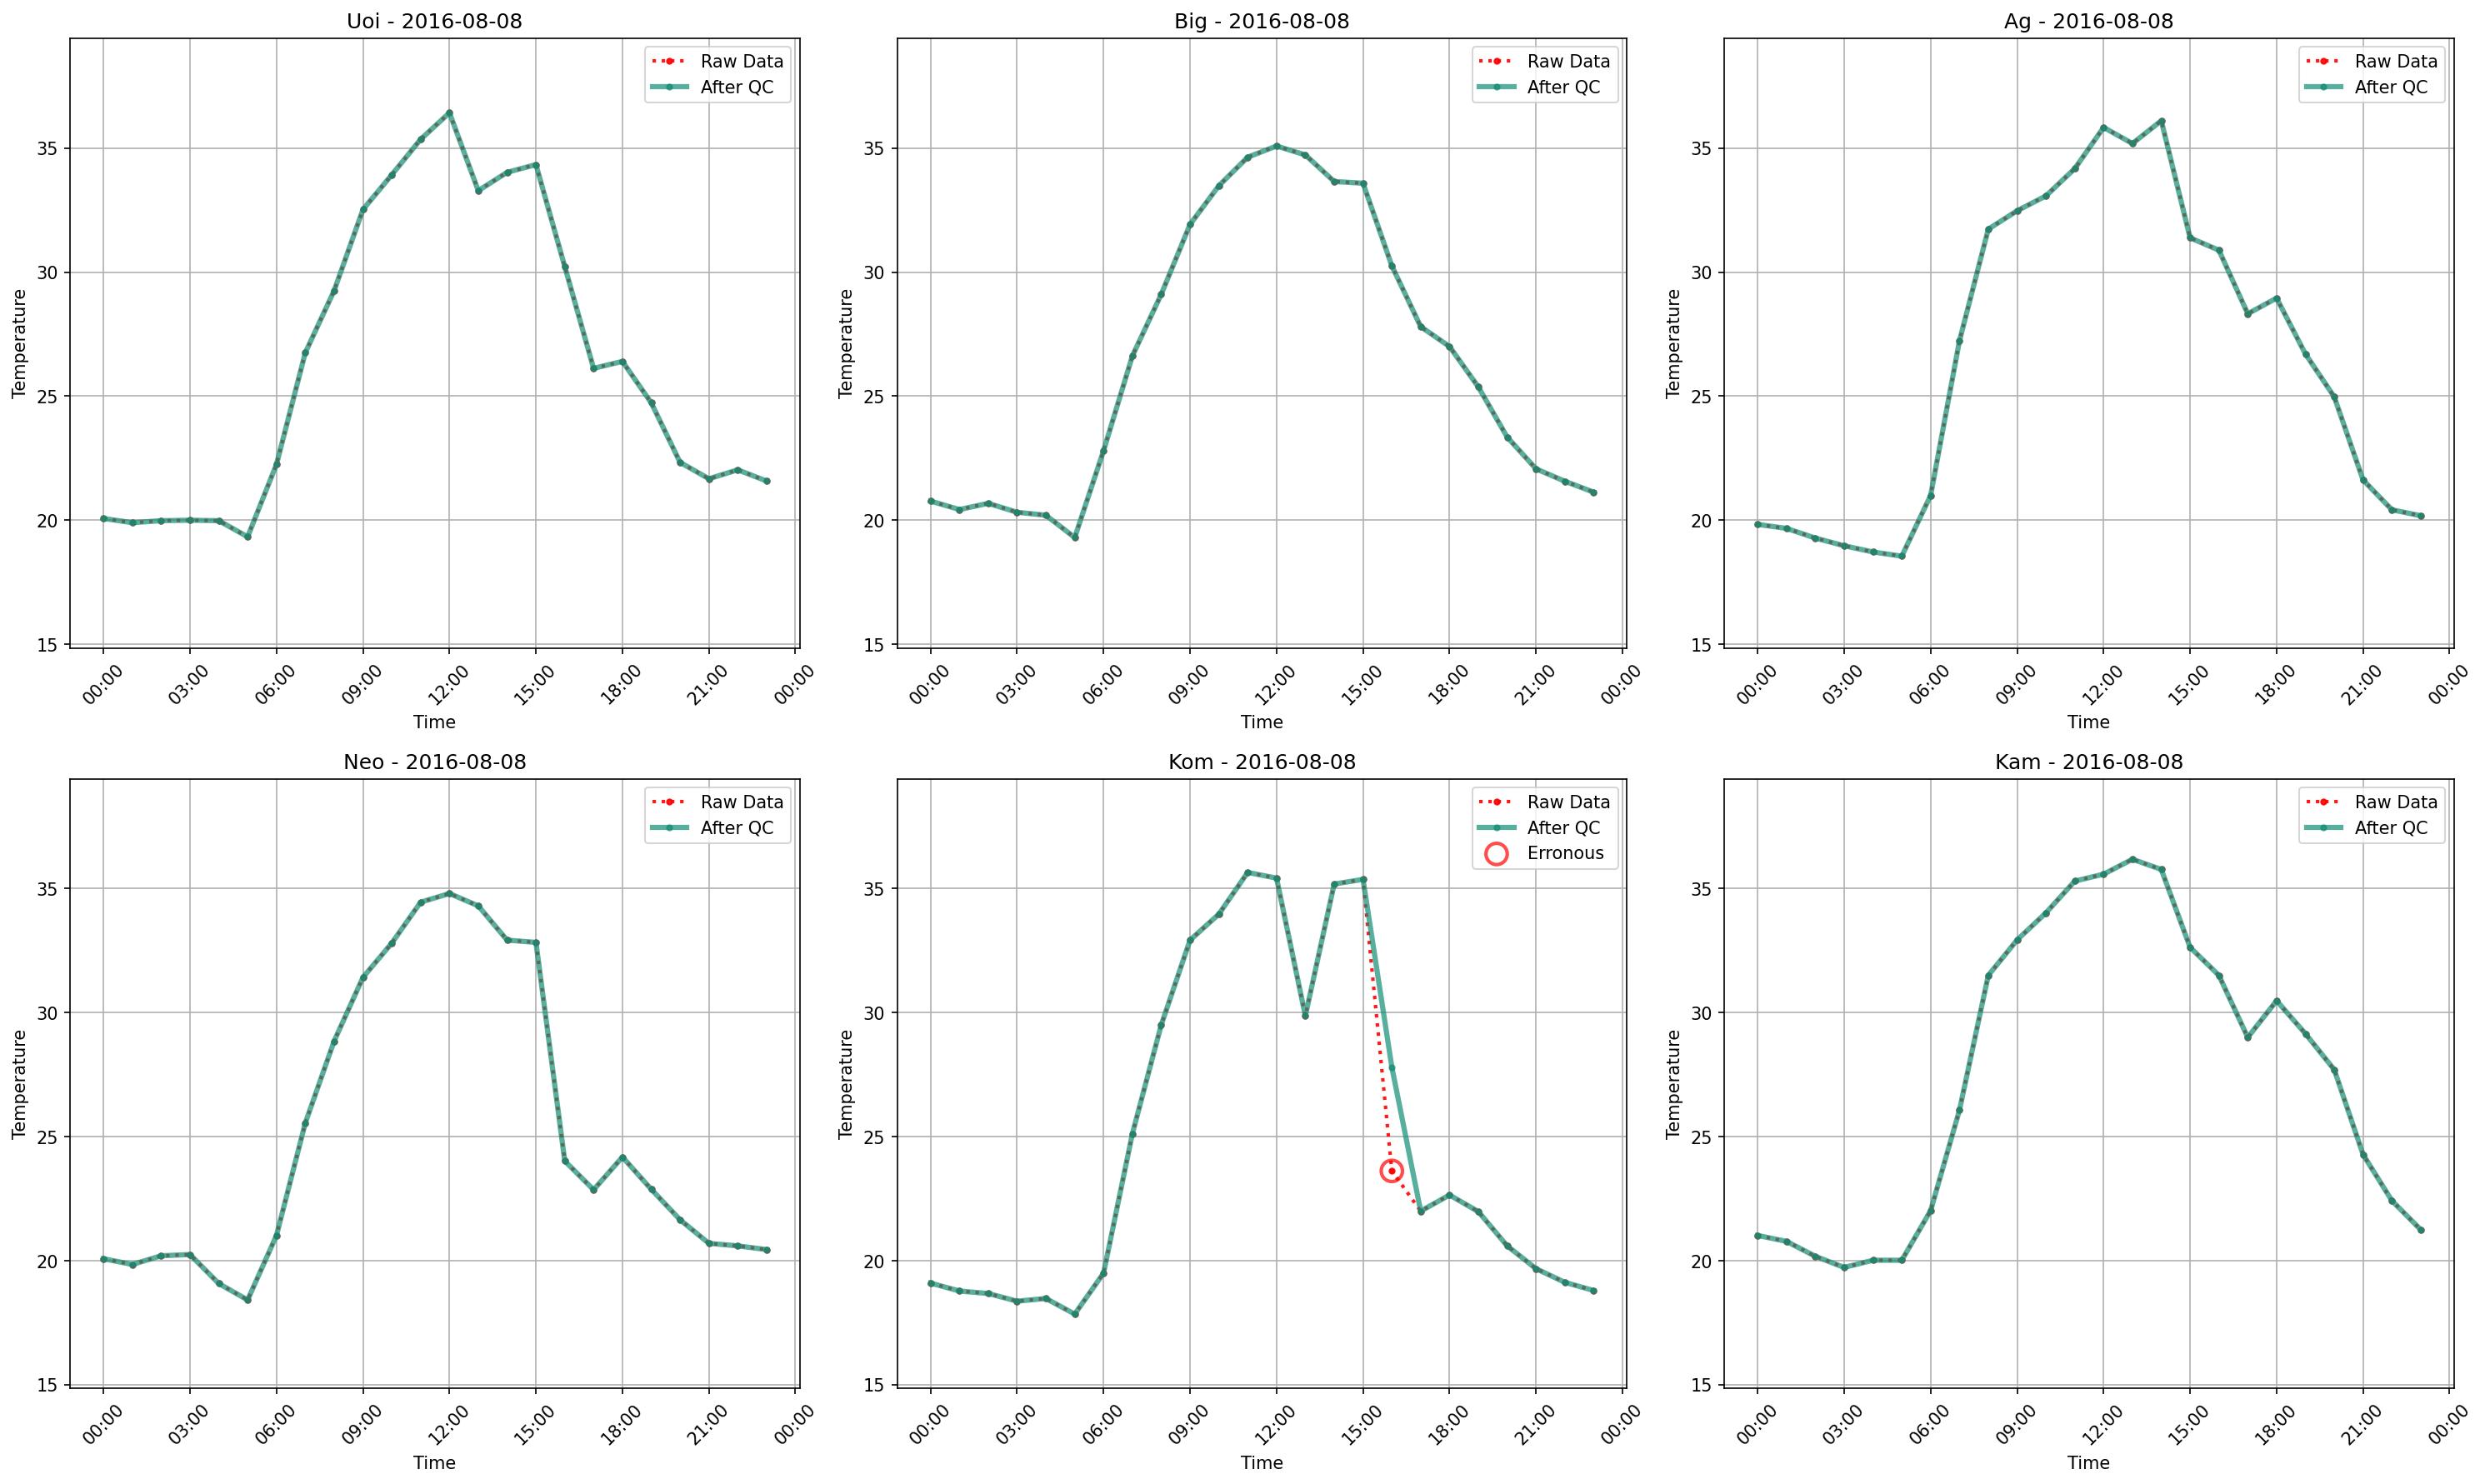 Uoi - 2016-08-08
Raw Data
After QC
Temperature
35
30
25
20
15
00:00
03:00
06:00
09:00
12:00
15:00
18:00
21:00
00:00
Time
Big - 2016-08-08
Raw Data
After QC
Temperature
35
30
25
20
15
00:00
03:00
06:00
09:00
12:00
15:00
18:00
21:00
00:00
Time
Ag - 2016-08-08
Raw Data
After QC
Temperature
35
30
25
20
15
00:00
03:00
06:00
09:00
12:00
15:00
18:00
21:00
00:00
Time
Neo - 2016-08-08
Raw Data
After QC
Temperature
35
30
25
20
15
00:00
03:00
06:00
09:00
12:00
15:00
18:00
21:00
00:00
Time
Kom - 2016-08-08
Raw Data
After QC
Erronous
Temperature
35
30
25
20
15
00:00
03:00
06:00
09:00
12:00
15:00
18:00
21:00
00:00
Time
Kam - 2016-08-08
Raw Data
After QC
Temperature
35
30
25
20
15
00:00
03:00
06:00
09:00
12:00
15:00
18:00
21:00
00:00
Time